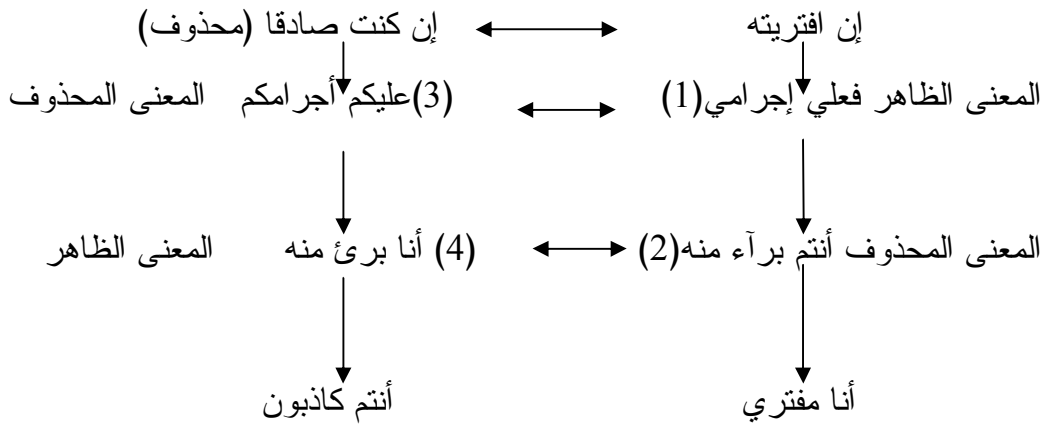 إن افتريته إن كنت صادقا (محذوف)
المعنى الظاهر فعلي إجرامي(1) (3)عليكم أجرامكم المعنى المحذوف
المعنى المحذوف أنتم برآء منه(2) (4) أنا برئ منه المعنى الظاهر
أنا مفتري أنتم كاذبون